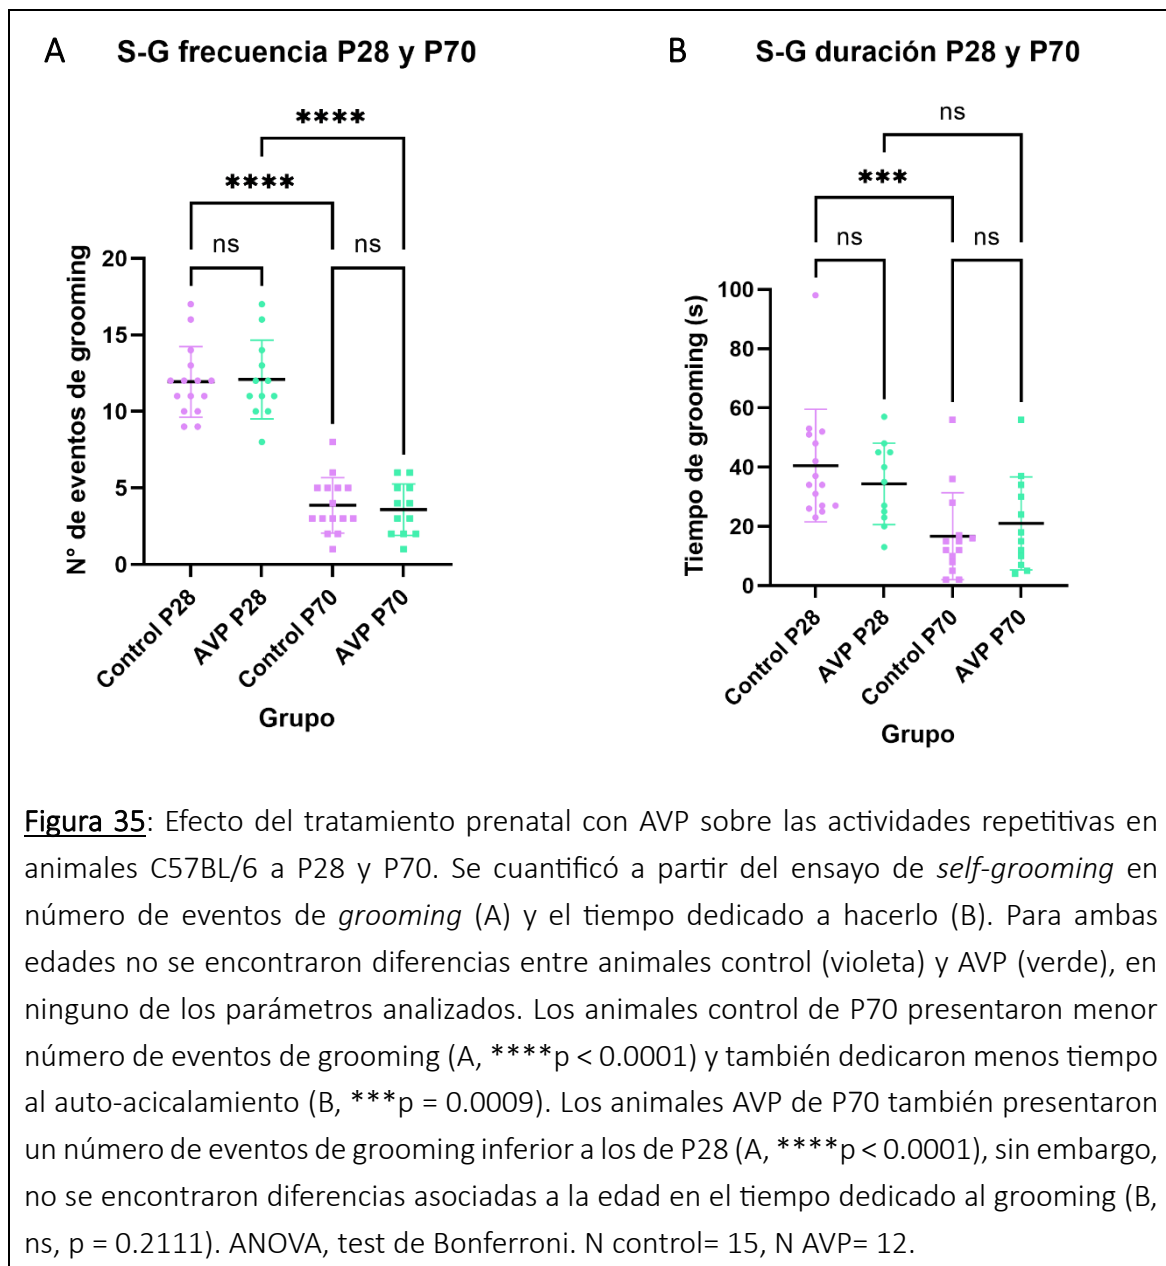 A
S-G frecuencia P28 y P70
****
****
ns
ns
20
15
10
5
0
N° de eventos de grooming
Control P28
AVP P28
Control P70
AVP P70
Grupo
B
S-G duración P28 y P70
ns
***
ns
ns
100
80
60
40
20
0
Tiempo de grooming (s)
Control P28
AVP P28
Control P70
AVP P70
Grupo
Figura 35: Efecto del tratamiento prenatal con AVP sobre las actividades repetitivas en
animales C57BL/6 a P28 y P70. Se cuantificó a partir del ensayo de self-grooming en
número de eventos de grooming (A) y el tiempo dedicado a hacerlo (B). Para ambas
edades no se encontraron diferencias entre animales control (violeta) y AVP (verde), en
ninguno de los parámetros analizados. Los animales control de P70 presentaron menor
número de eventos de grooming (A, ****p < 0.0001) y también dedicaron menos tiempo
al auto-acicalamiento (B, ***p = 0.0009). Los animales AVP de P70 también presentaron
un número de eventos de grooming inferior a los de P28 (A, ****p < 0.0001), sin embargo,
no se encontraron diferencias asociadas a la edad en el tiempo dedicado al grooming (B,
ns, p = 0.2111). ANOVA, test de Bonferroni. N control= 15, N AVP= 12.